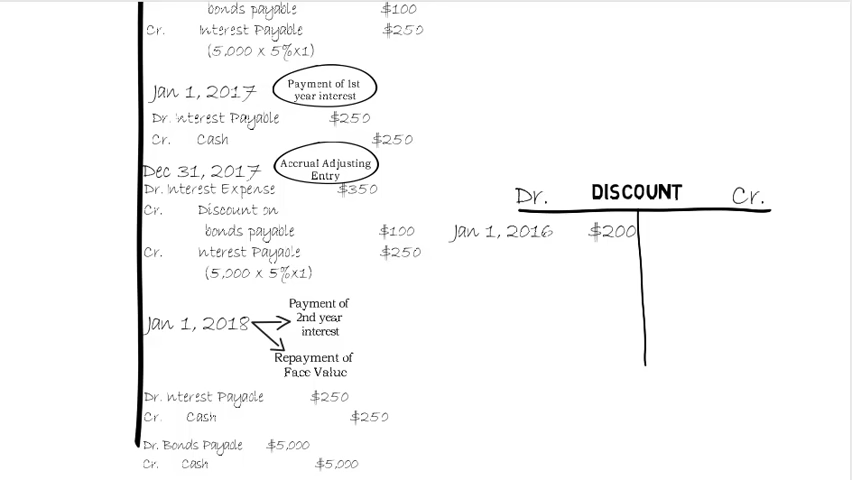 bonds payable $100
Cr. Interest Payable $250
(5,000 x 5%x1)
Jan 1, 2017
Payment of 1st
year interest
Dr. Interest Payable $250
Cr. Cash $250
Dec 31, 2017
Accrual Adjusting
Entry
Dr. Interest Expense $350
Cr. Discount on
bonds payable $100
Cr. Interest Payable $250
(5,000 x 5%x1)
Jan 1, 2018
Payment of
2nd year
interest
Repayment of
Face Value
Dr. Interest Payable $250
Cr. Cash $250
Dr. Bonds Payable $5,000
Cr. Cash $5,000
Dr. DISCOUNT Cr.
Jan 1, 2016 $200